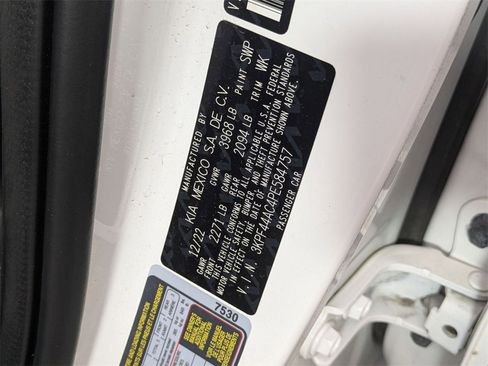 MANUFACTURED BY
KIA MEXICO S.A. DE C.V.
12/22 GVWR 3968 LB PAINT SWP
GAWR FRONT 2271 LB GAWR REAR 2094 LB TRIM WK
THIS VEHICLE CONFORMS TO ALL APPLICABLE U.S.A. FEDERAL
MOTOR VEHICLE SAFETY, BUMPER, AND THEFT PREVENTION STANDARDS
IN EFFECT ON THE DATE OF MANUFACTURE SHOWN ABOVE.
V.I.N. 3KPF44AC4PE584757
PASSENGER CAR
7530
V